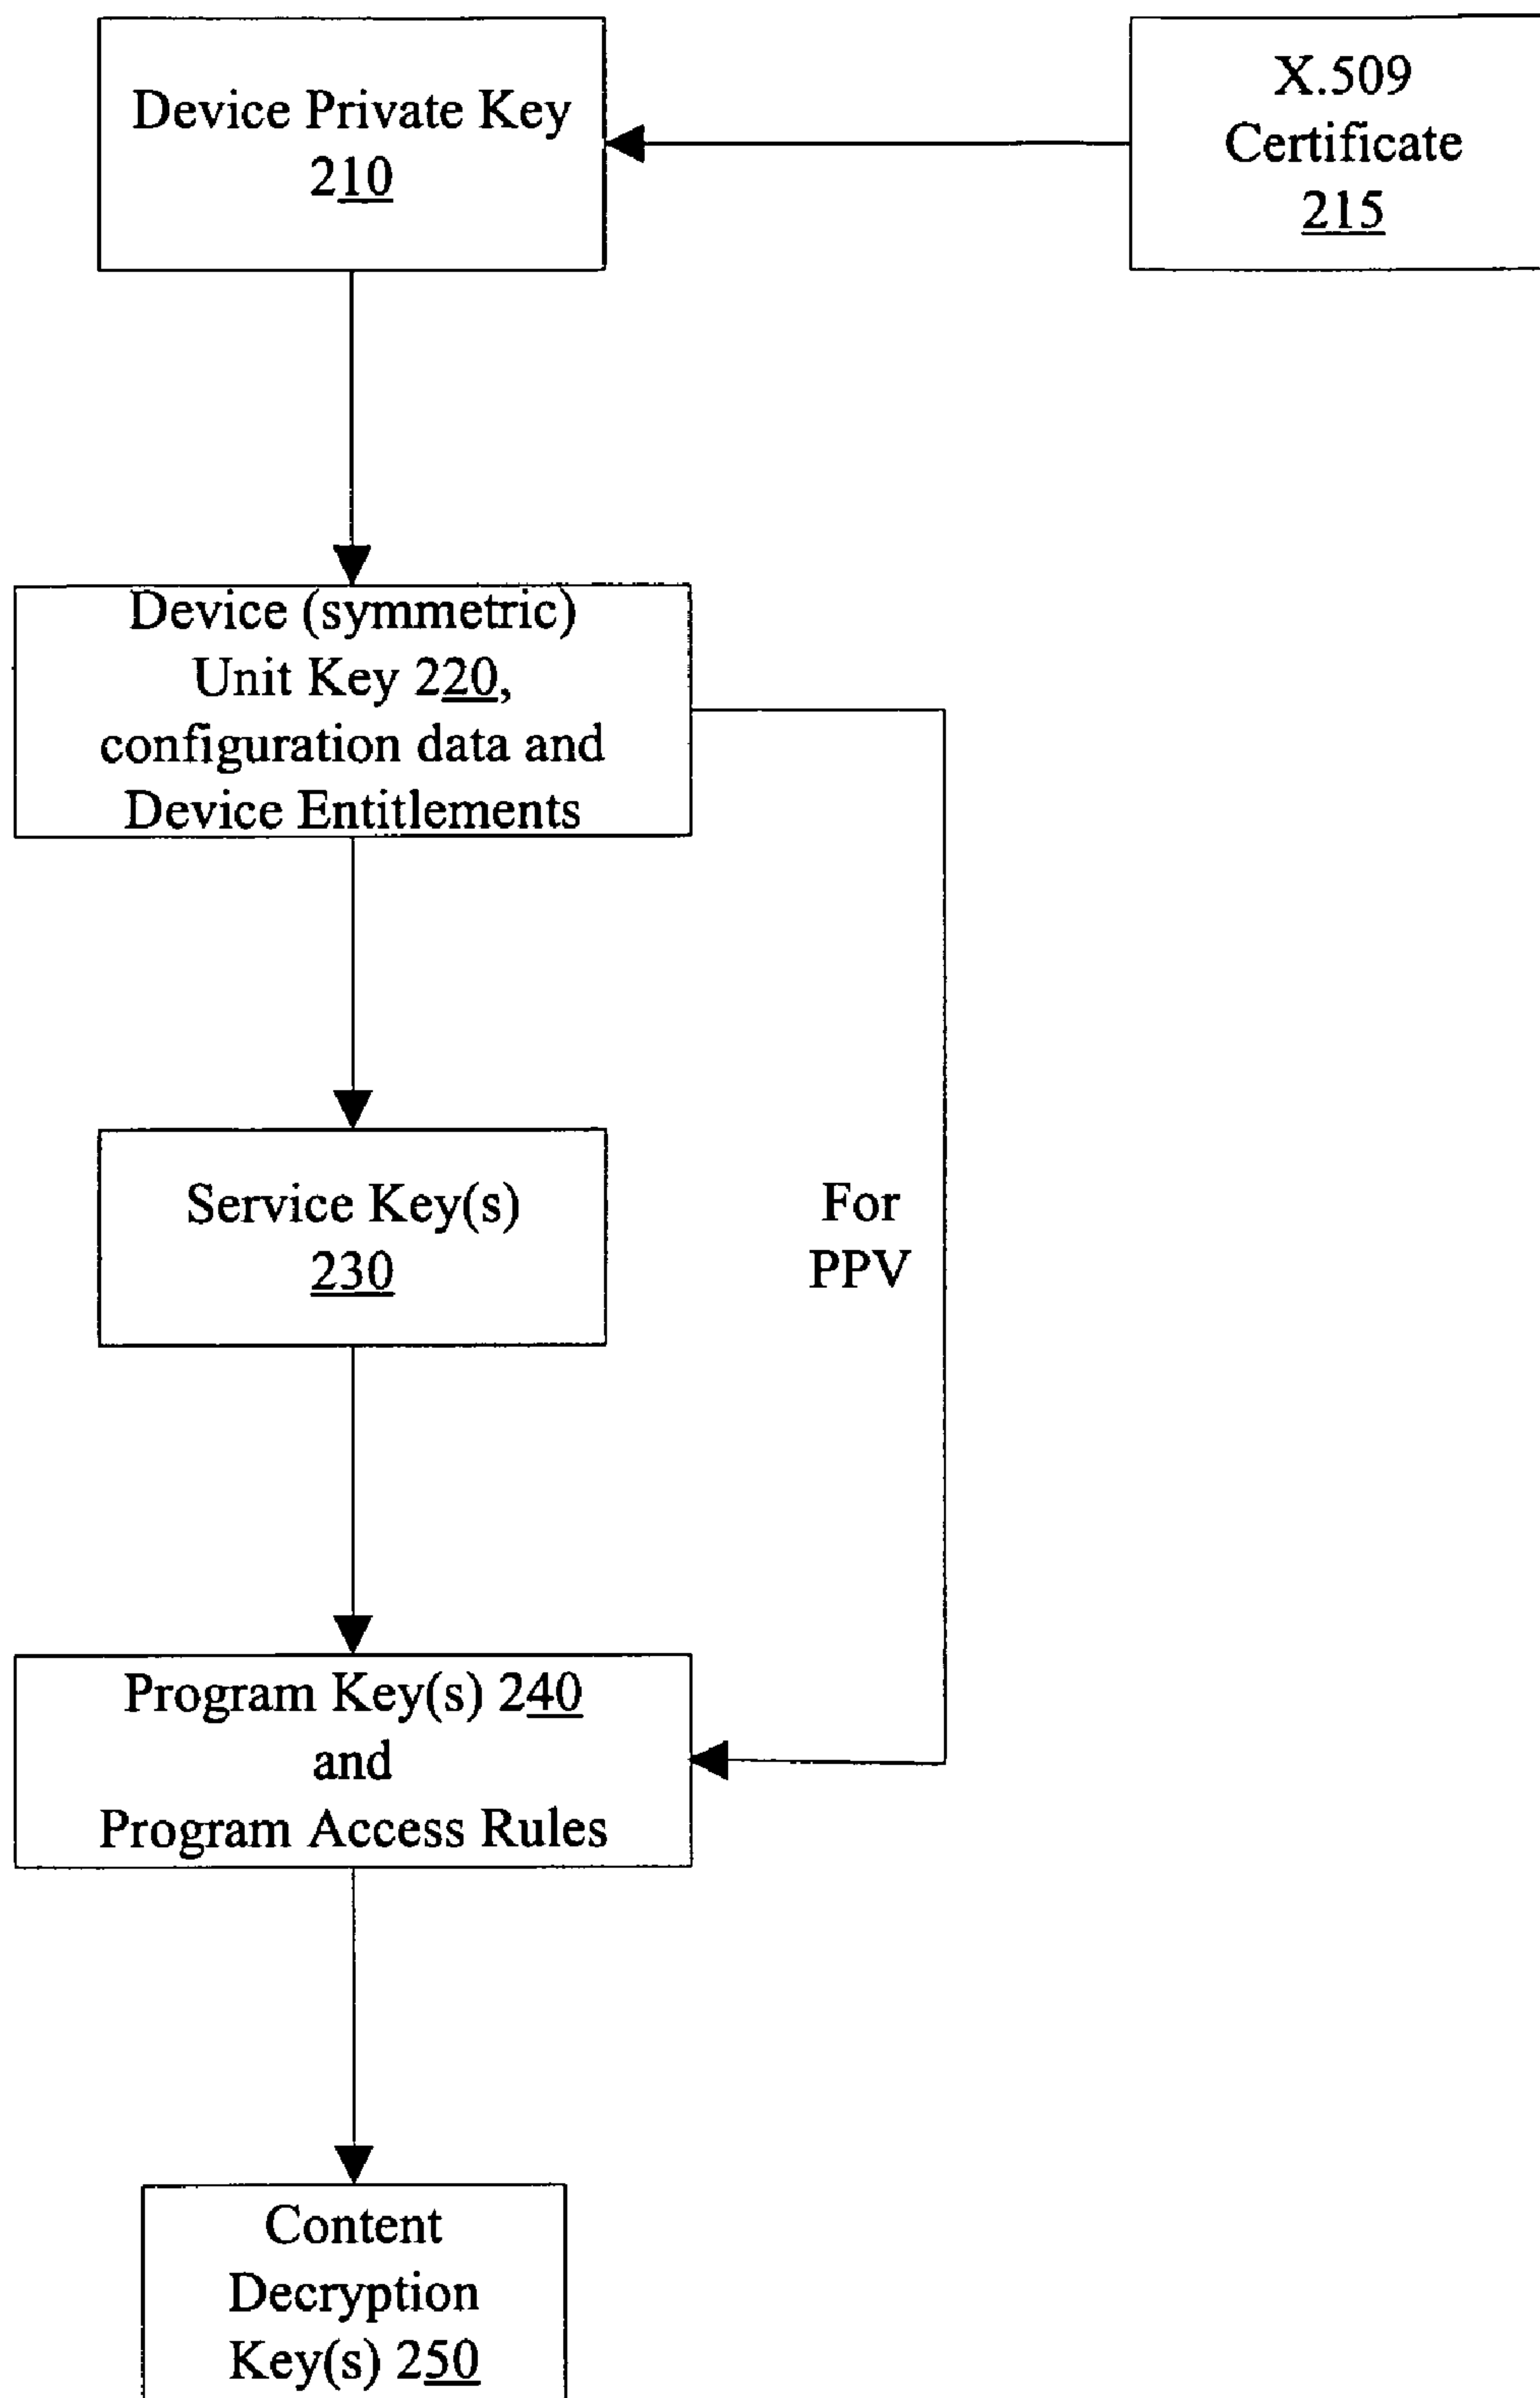 Device Private Key
210
X.509
Certificate
215
Device (symmetric)
Unit Key 220,
configuration data and
Device Entitlements
Service Key(s)
230
For
PPV
Program Key(s) 240
and
Program Access Rules
Content
Decryption
Key(s) 250